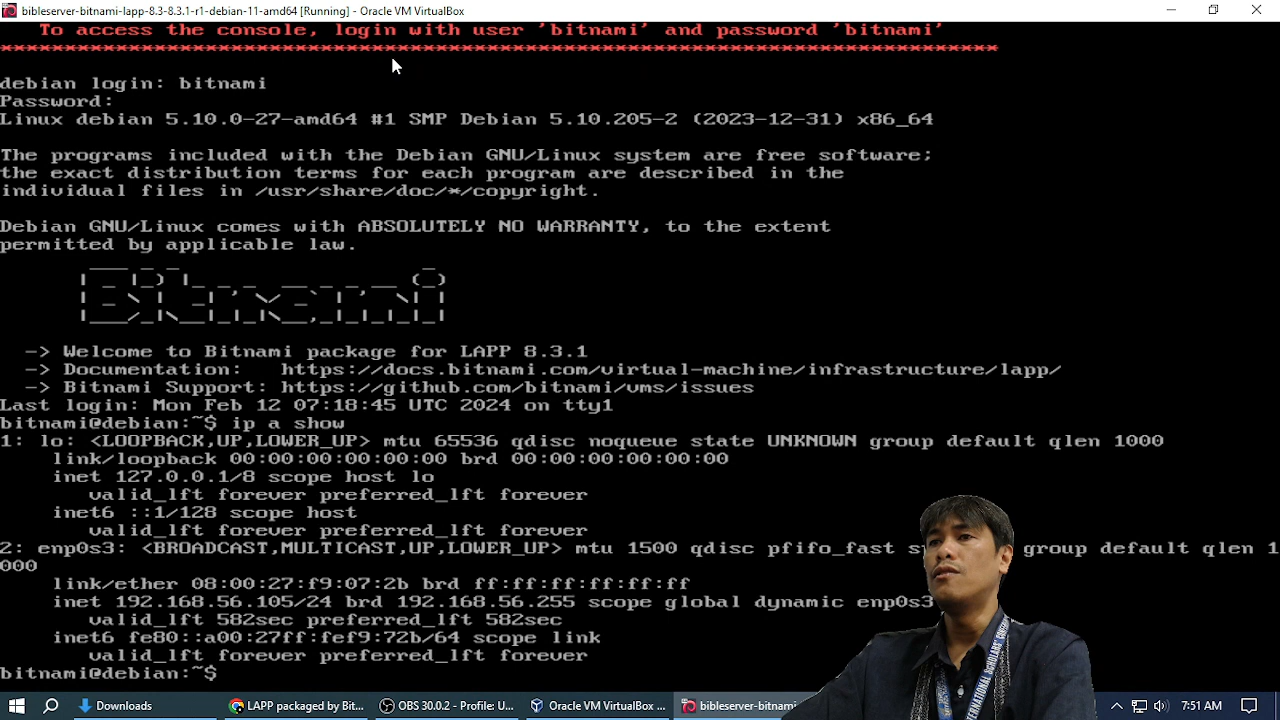 bibleserver-bitnami-lapp-8.3-8.3.1-r1-debian-11-amd64 [Running] - Oracle VM VirtualBox
To access the console, login with user 'bitnami' and password 'bitnami'
debian login: bitnami
Password:
Linux debian 5.10.0-27-amd64 #1 SMP Debian 5.10.205-2 (2023-12-31) x86_64
The programs included with the Debian GNU/Linux system are free software;
the exact distribution terms for each program are described in the
individual files in /usr/share/doc/*/copyright.
Debian GNU/Linux comes with ABSOLUTELY NO WARRANTY, to the extent
permitted by applicable law.
Bitnami
-> Welcome to Bitnami package for LAPP 8.3.1
-> Documentation: https://docs.bitnami.com/virtual-machine/infrastructure/lapp/
-> Bitnami Support: https://github.com/bitnami/vms/issues
Last login: Mon Feb 12 07:18:45 UTC 2024 on tty1
bitnami@debian:~$ ip a show
1: lo: <LOOPBACK,UP,LOWER_UP> mtu 65536 qdisc noqueue state UNKNOWN group default qlen 1000
link/loopback 00:00:00:00:00:00 brd 00:00:00:00:00:00
inet 127.0.0.1/8 scope host lo
valid_lft forever preferred_lft forever
inet6 ::1/128 scope host
valid_lft forever preferred_lft forever
2: enp0s3: <BROADCAST,MULTICAST,UP,LOWER_UP> mtu 1500 qdisc pfifo_fast group default qlen 1
000
link/ether 08:00:27:f9:07:2b brd ff:ff:ff:ff:ff:ff
inet 192.168.56.105/24 brd 192.168.56.255 scope global dynamic enp0s3
valid_lft 582sec preferred_lft 582sec
inet6 fe80::a00:27ff:fef9:72b/64 scope link
valid_lft forever preferred_lft forever
bitnami@debian:~$
Downloads
LAPP packaged by Bit...
OBS 30.0.2 - Profile: U...
Oracle VM VirtualBox ...
bibleserver-bitnami-
7:51 AM